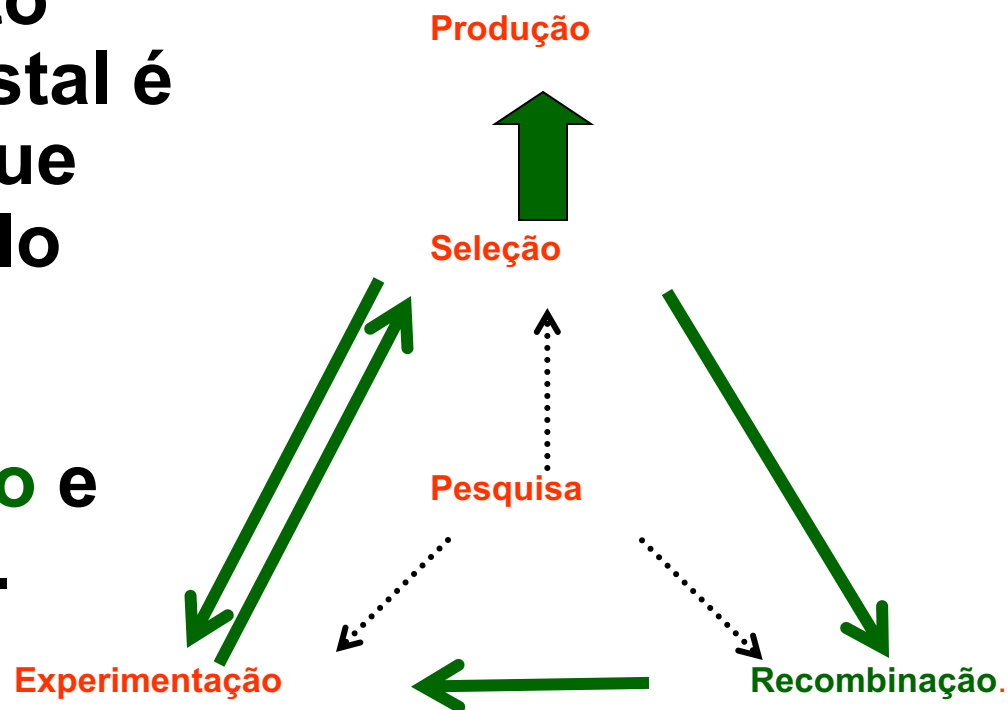 Produção
stal é
ue
Seleção
lo
o e
Pesquisa
Experimentação
Recombinação.